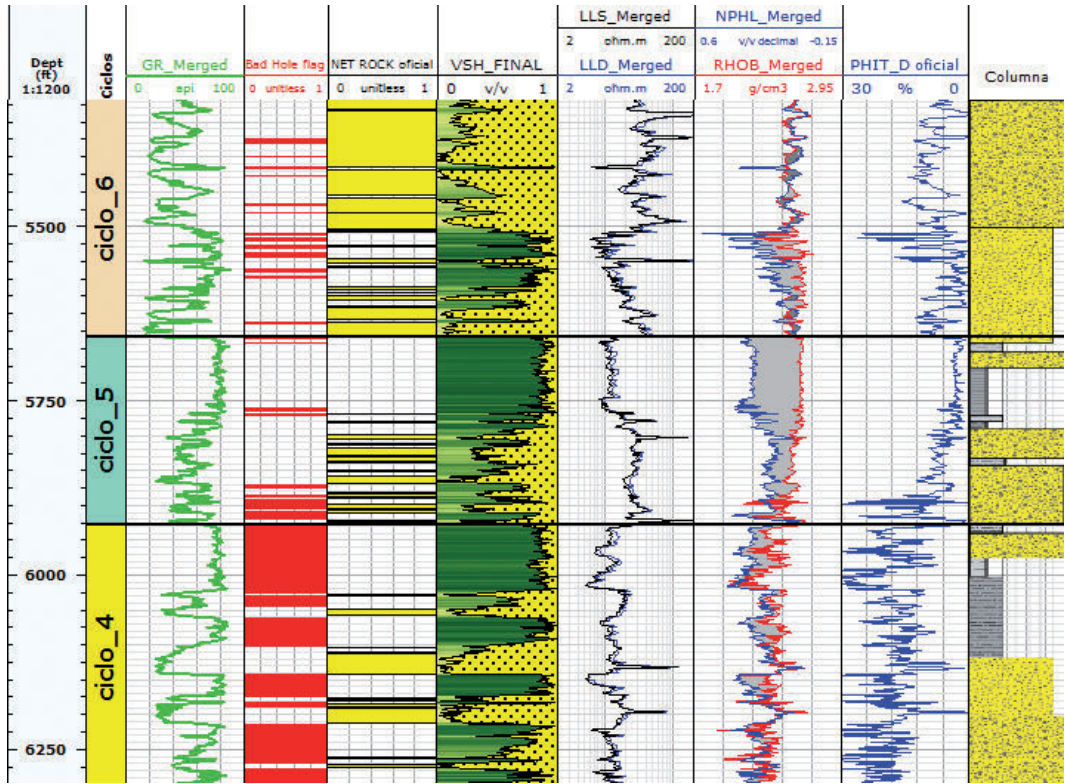 LLS_Merged NPHL_Merged
2 ohm.m 200 0.6 v/v decimal -0.15
Dept (ft) 1:1200 ciclos GR_Merged Bad Hole flag NET ROCK oficial VSH_FINAL LLD_Merged RHOB_Merged PHIT_D oficial Columna
0 api 100 0 unitless 1 0 unitless 1 0 v/v 1 2 ohm.m 200 1.7 g/cm3 2.95 30 % 0
ciclo_6
5500
ciclo_5
5750
ciclo_4
6000
6250